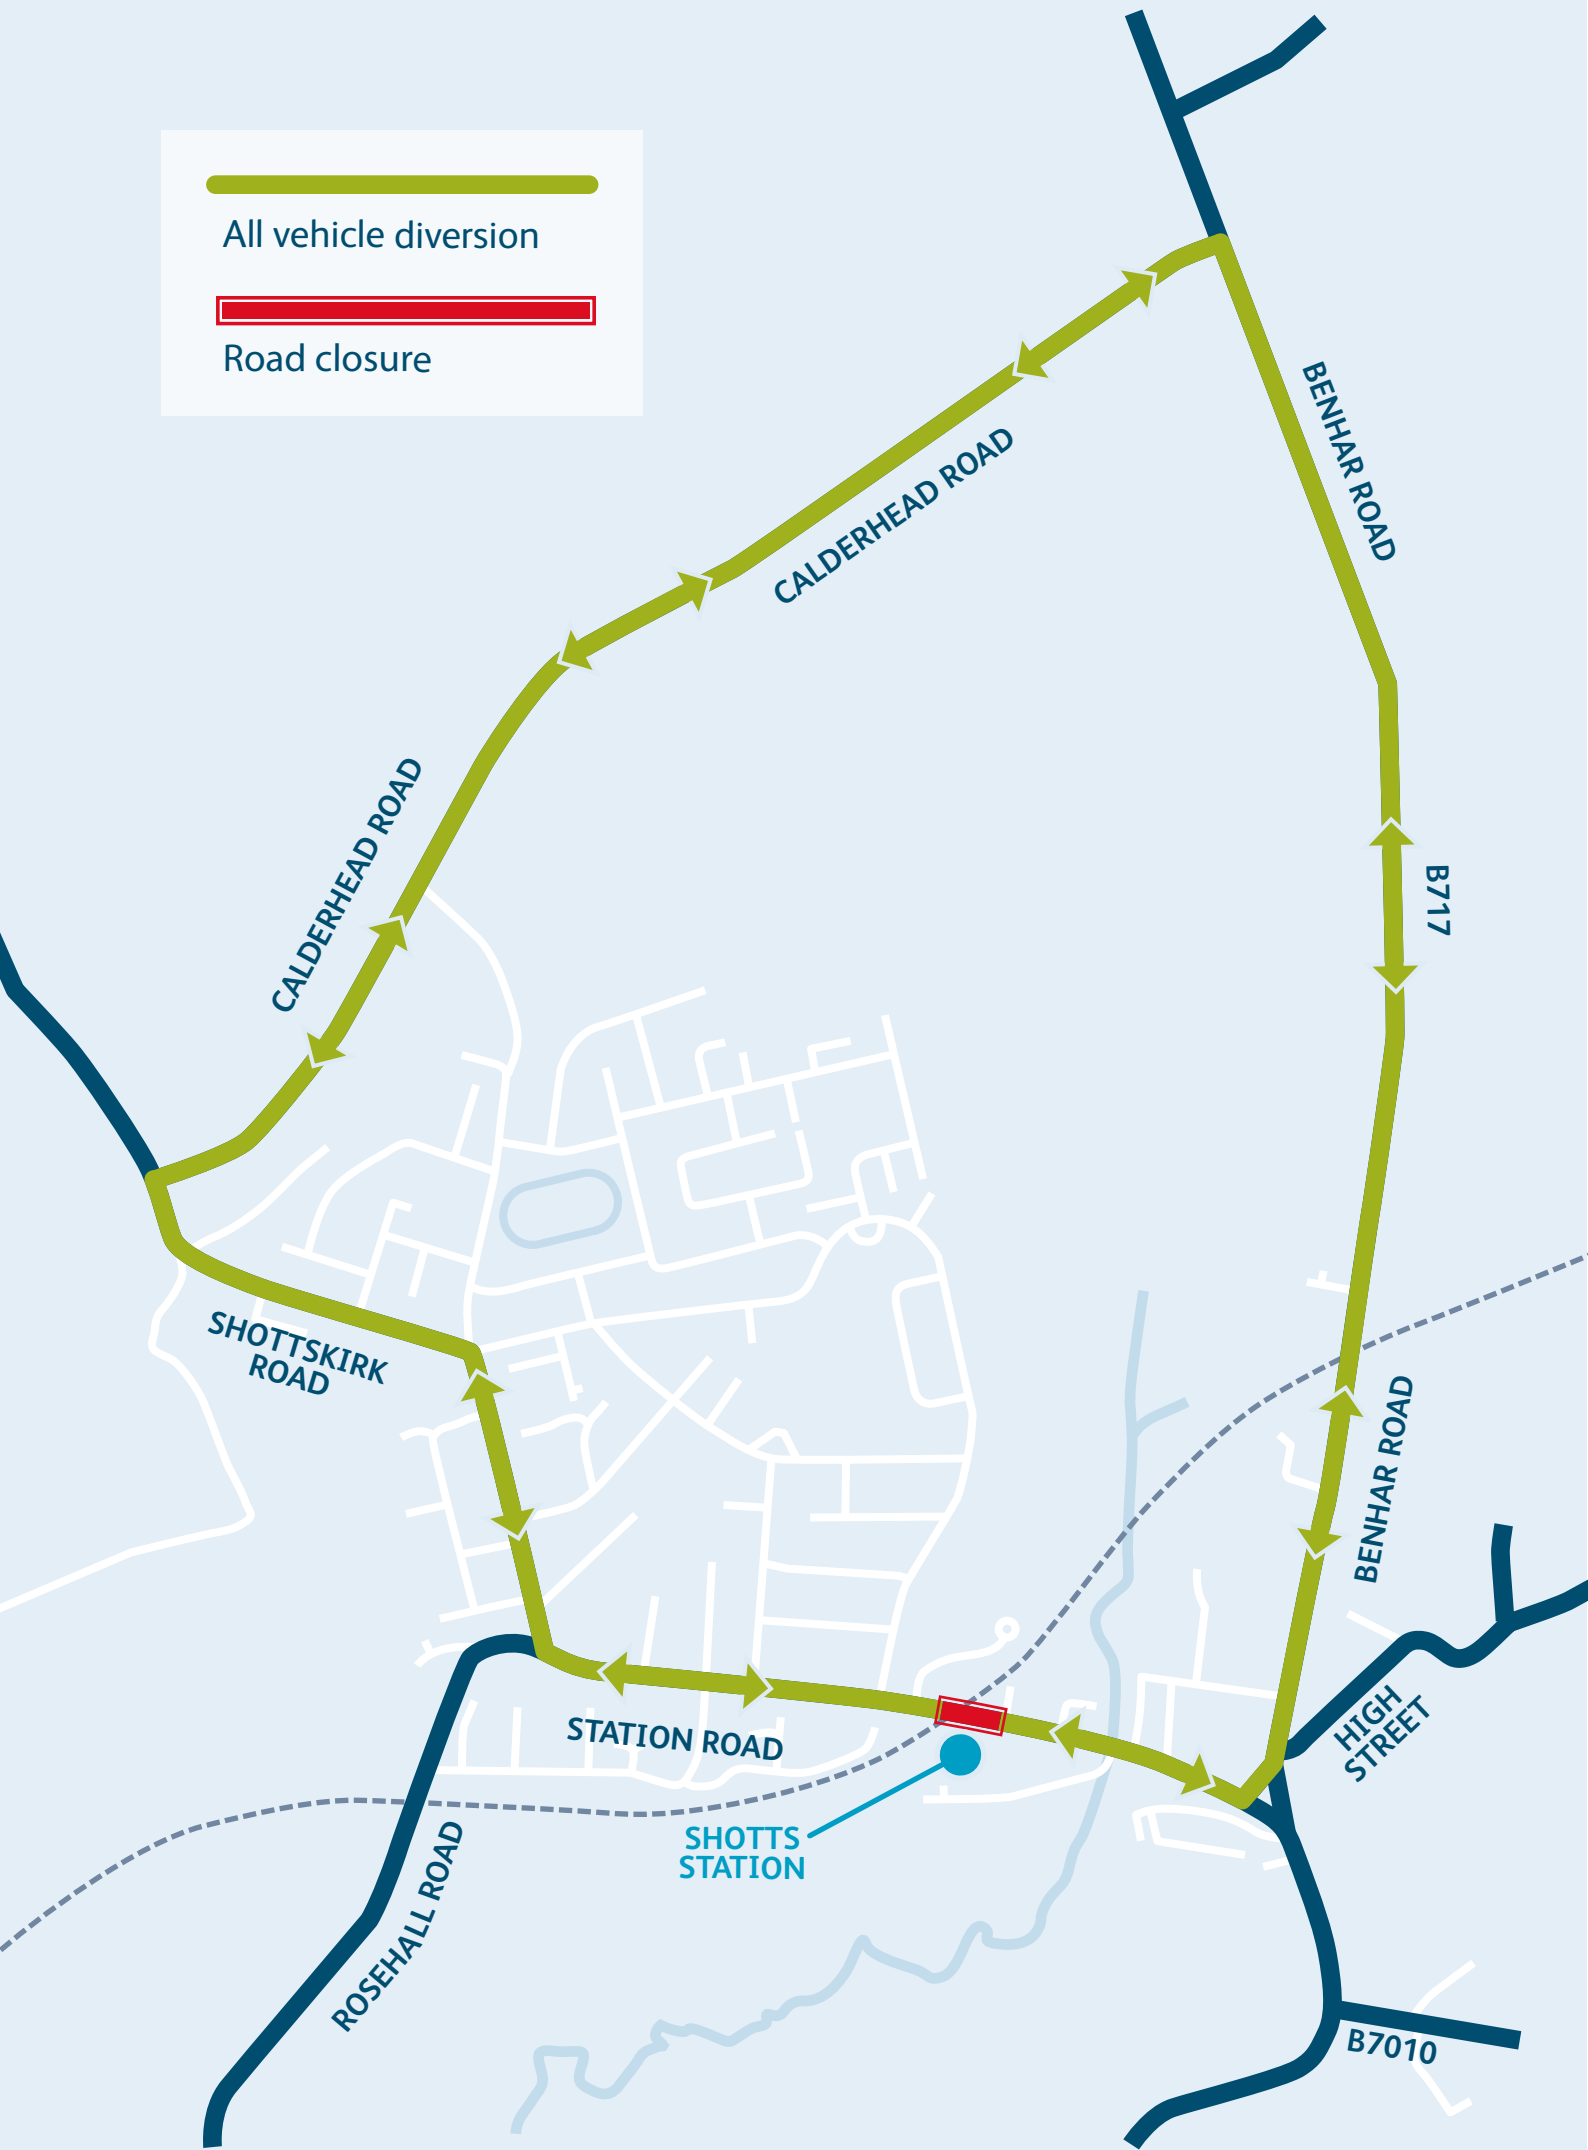 All vehicle diversion
Road closure
BENHAR ROAD
CALDERHEAD ROAD
CALDERHEAD ROAD
B717
SHOTTSKIRK
ROAD
BENHAR ROAD
HIGH
STREET
STATION ROAD
SHOTTS
STATION
ROSEHALL ROAD
B7010